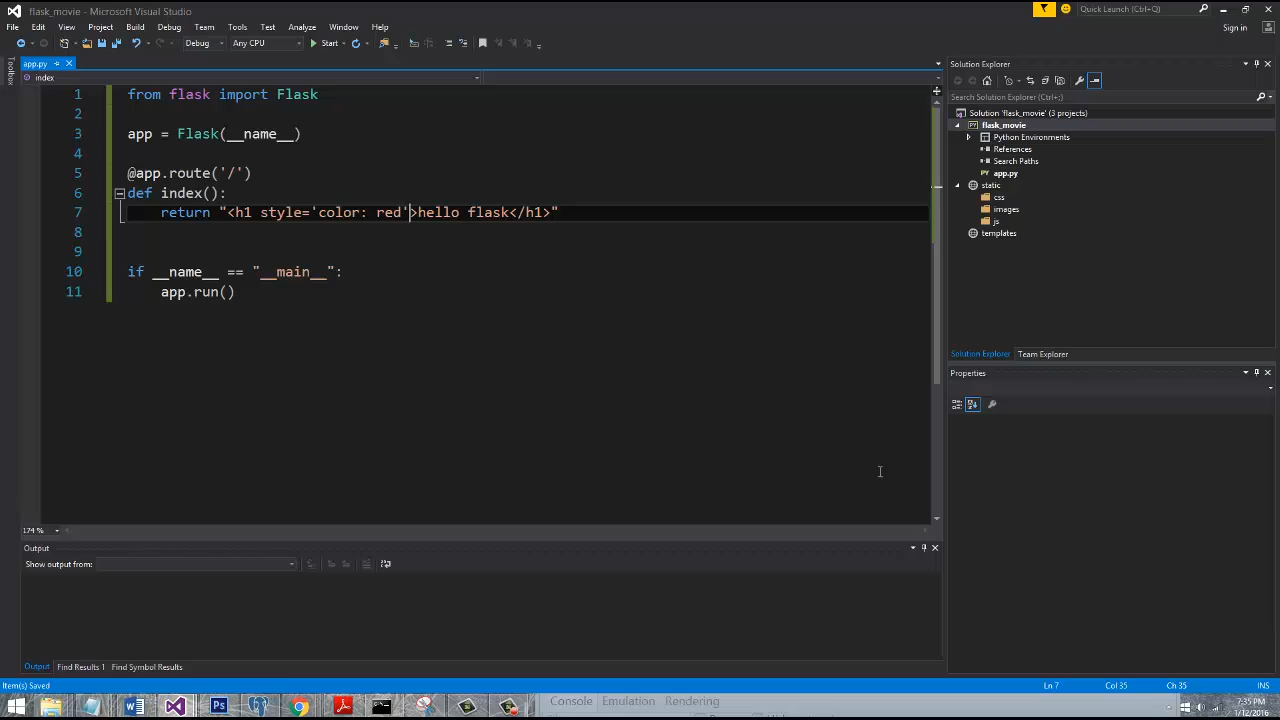 flask_movie - Microsoft Visual Studio
Quick Launch (Ctrl+Q)
File Edit View Project Build Debug Team Tools Test Analyze Window Help
Sign in
Debug Any CPU Start
app.py
Toolbox
index
1 from flask import Flask
2
3 app = Flask(__name__)
4
5 @app.route('/')
6 def index():
7 return "<h1 style='color: red'>hello flask</h1>"
8
9
10 if __name__ == "__main__":
11 app.run()
174 %
Solution Explorer
Search Solution Explorer (Ctrl+;)
Solution 'flask_movie' (3 projects)
flask_movie
Python Environments
References
Search Paths
app.py
static
css
images
js
templates
Solution Explorer Team Explorer
Properties
Output
Show output from:
Output Find Results 1 Find Symbol Results
Item(s) Saved Ln 7 Col 35 Ch 35 INS
Console Emulation Rendering
7:35 PM
1/12/2016